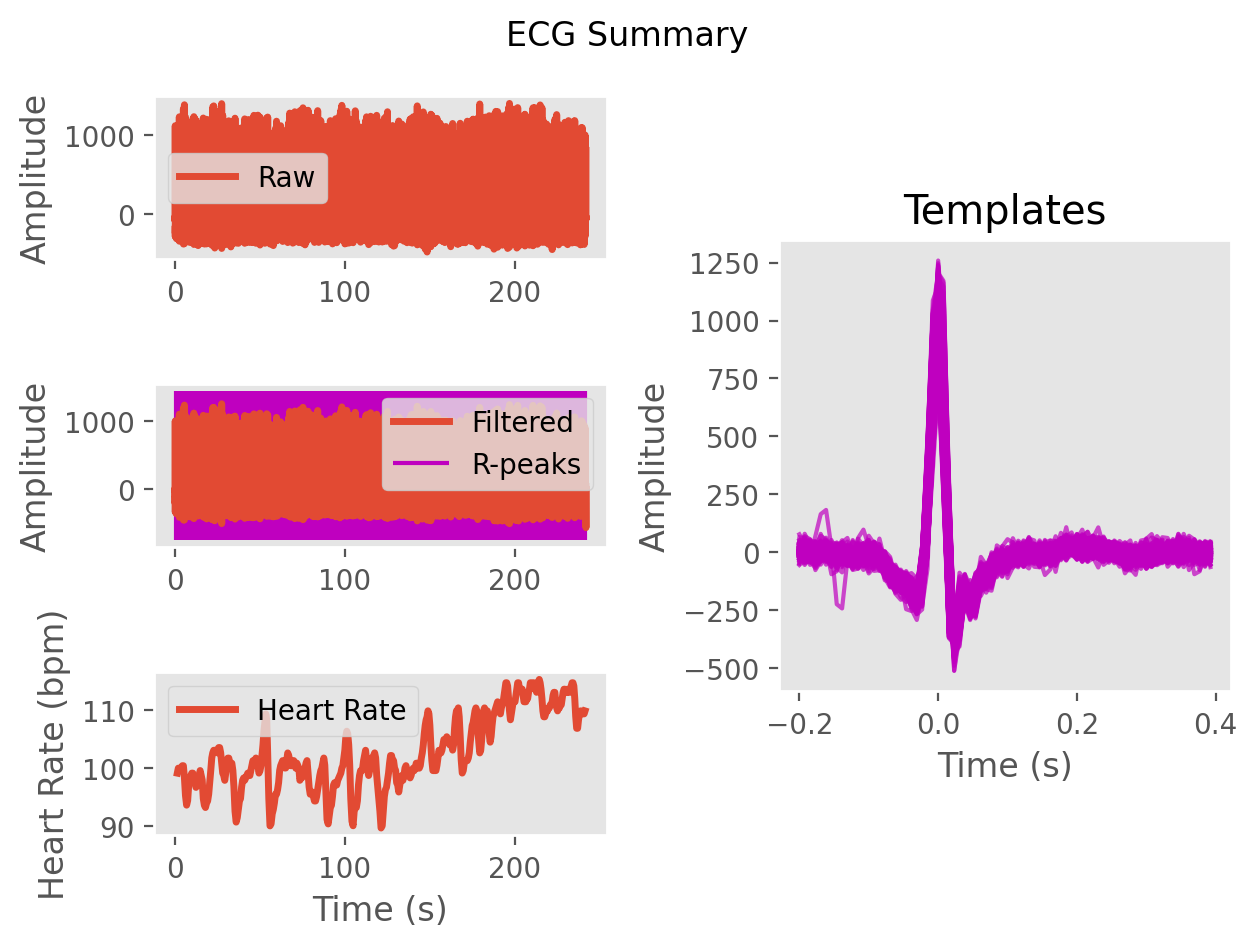 ECG Summary
Amplitude
1000
0
Raw
0 100 200
Amplitude
1000
0
Filtered
R-peaks
0 100 200
Heart Rate (bpm)
110
100
90
Heart Rate
0 100 200
Time (s)
Templates
Amplitude
1250
1000
750
500
250
0
−250
−500
−0.2 0.0 0.2 0.4
Time (s)